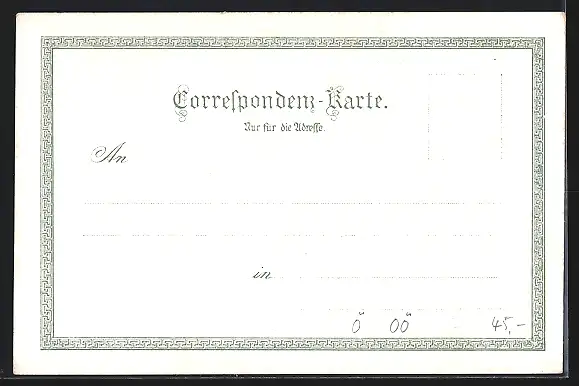 Correſpondenz-Karte.
Nur für die Adreſſe.
An
in
Ö ÖÖ 45,-